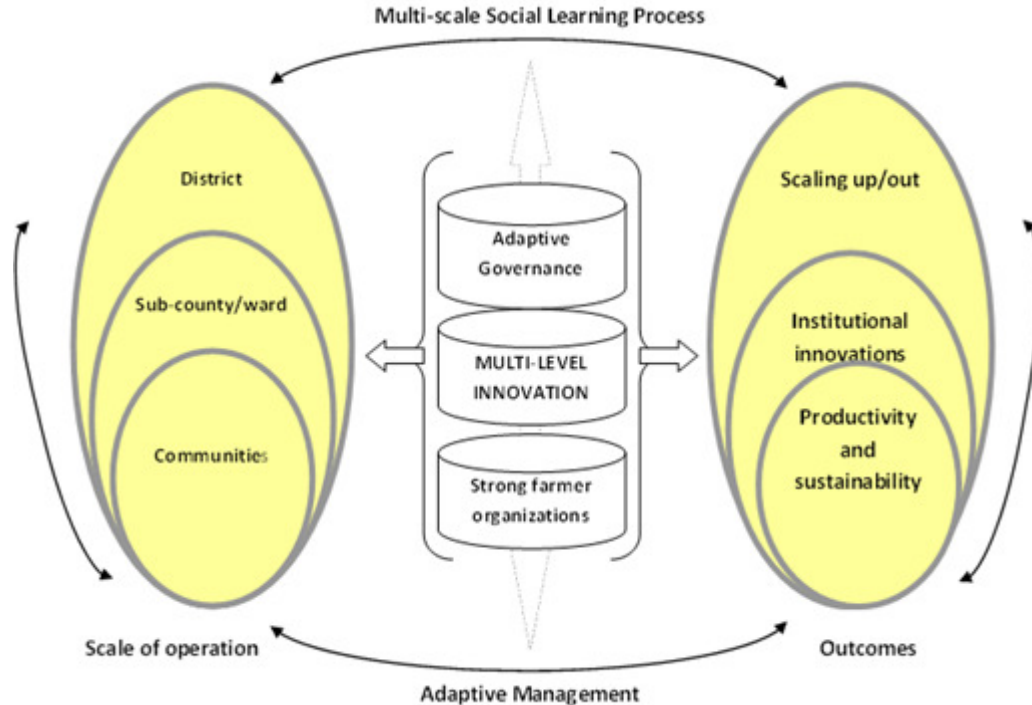 Multi-scale Social Learning Process
District
Sub-county/ward
Communities
Adaptive
Governance
MULTI-LEVEL
INNOVATION
Strong farmer
organizations
Scaling up/out
Institutional
innovations
Productivity
and
sustainability
Scale of operation
Outcomes
Adaptive Management